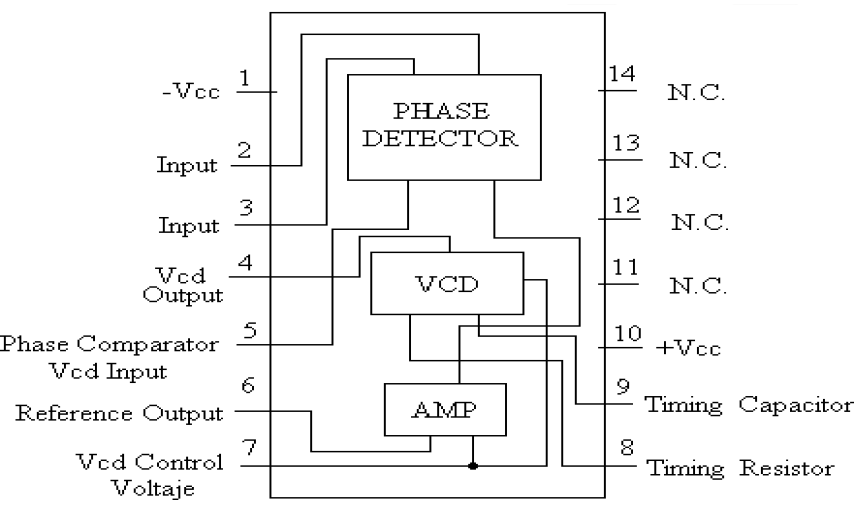 -Vcc 1
Input 2
Input 3
Vcd 4
Output
Phase Comparator 5
Vcd Input
Reference Output 6
Vcd Control 7
Voltaje
PHASE
DETECTOR
VCD
AMP
14 N.C.
13 N.C.
12 N.C.
11 N.C.
10 +Vcc
9 Timing Capacitor
8 Timing Resistor